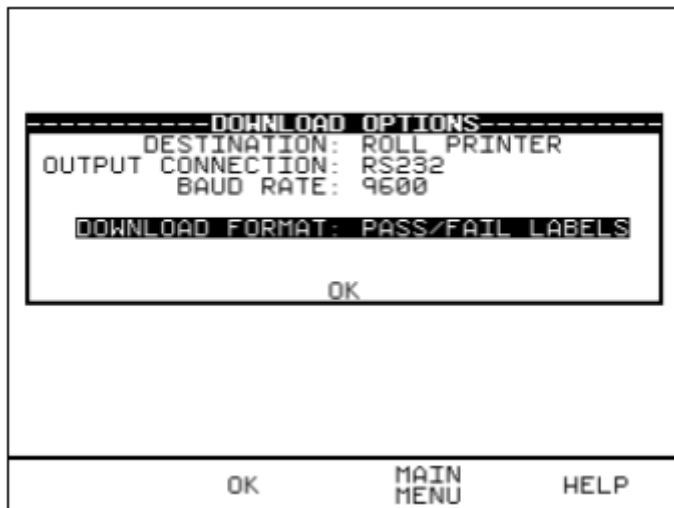 -----------DOWNLOAD OPTIONS-----------
DESTINATION: ROLL PRINTER
OUTPUT CONNECTION: RS232
BAUD RATE: 9600
DOWNLOAD FORMAT: PASS/FAIL LABELS
OK
OK MAIN MENU HELP